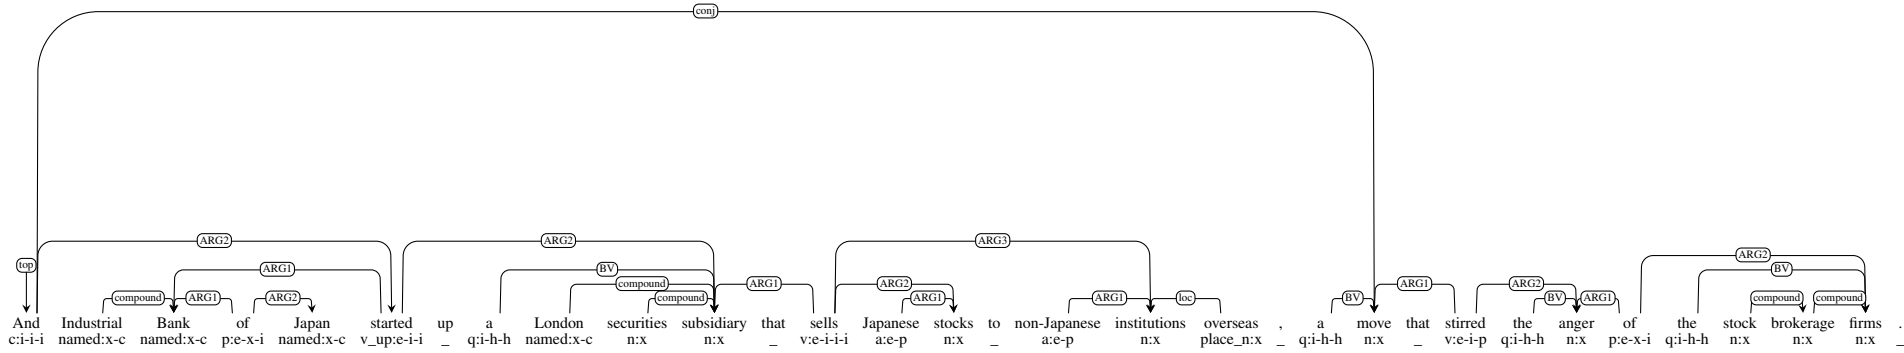 conj
ARG2 ARG2 ARG3 ARG2
top ARG1 BV BV
compound ARG1 ARG2 ARG1 ARG2
compound ARG1 ARG2 compound ARG1 ARG1 loc BV BV ARG1 compound compound
And Industrial Bank of Japan started up a London securities subsidiary that sells Japanese stocks to non-Japanese institutions overseas , a move that stirred the anger of the stock brokerage firms .
c:i-i-i named:x-c named:x-c p:e-x-i named:x-c v_up:e-i-i _ q:i-h-h named:x-c n:x n:x _ v:e-i-i-i a:e-p n:x _ a:e-p n:x place_n:x _ q:i-h-h n:x _ v:e-i-p q:i-h-h n:x p:e-x-i q:i-h-h n:x n:x n:x _